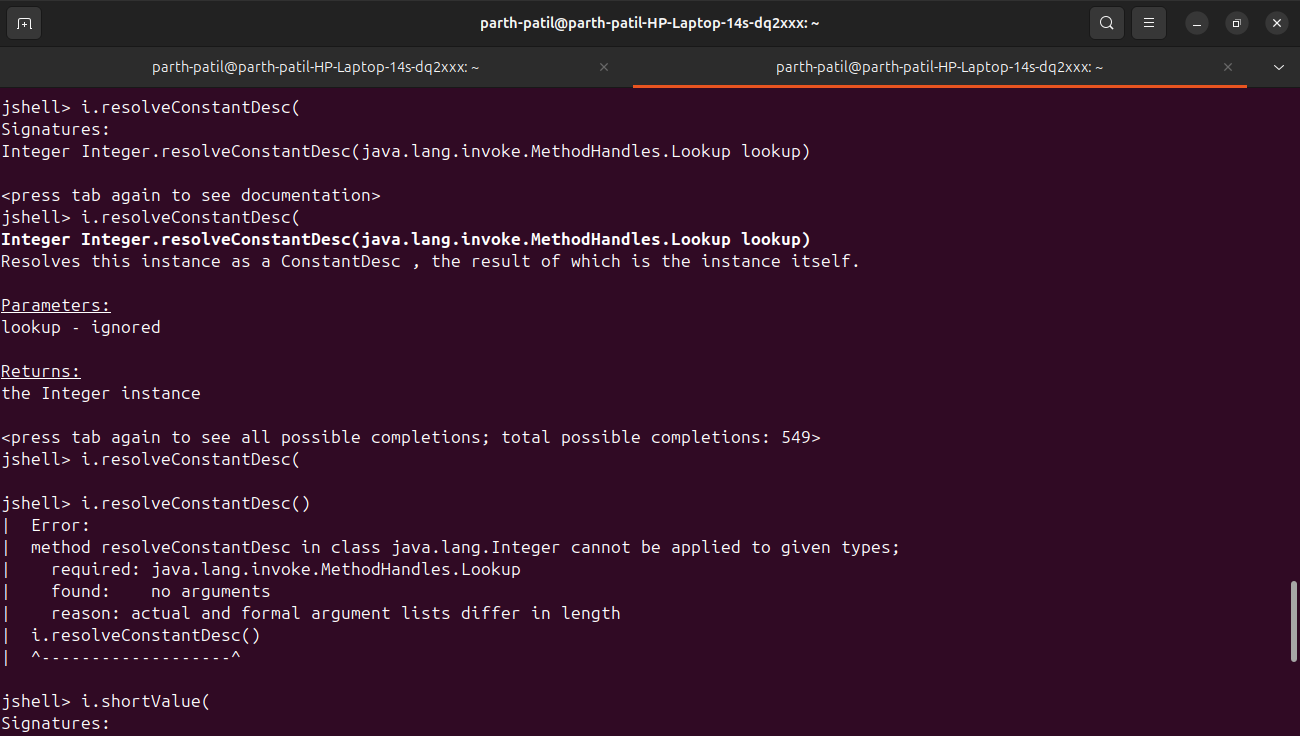 parth-patil@parth-patil-HP-Laptop-14s-dq2xxx: ~
parth-patil@parth-patil-HP-Laptop-14s-dq2xxx: ~
parth-patil@parth-patil-HP-Laptop-14s-dq2xxx: ~
jshell> i.resolveConstantDesc(
Signatures:
Integer Integer.resolveConstantDesc(java.lang.invoke.MethodHandles.Lookup lookup)
<press tab again to see documentation>
jshell> i.resolveConstantDesc(
Integer Integer.resolveConstantDesc(java.lang.invoke.MethodHandles.Lookup lookup)
Resolves this instance as a ConstantDesc , the result of which is the instance itself.
Parameters:
lookup - ignored
Returns:
the Integer instance
<press tab again to see all possible completions; total possible completions: 549>
jshell> i.resolveConstantDesc(
jshell> i.resolveConstantDesc()
|  Error:
|  method resolveConstantDesc in class java.lang.Integer cannot be applied to given types;
|    required: java.lang.invoke.MethodHandles.Lookup
|    found:    no arguments
|    reason: actual and formal argument lists differ in length
|  i.resolveConstantDesc()
|  ^-------------------^
jshell> i.shortValue(
Signatures: